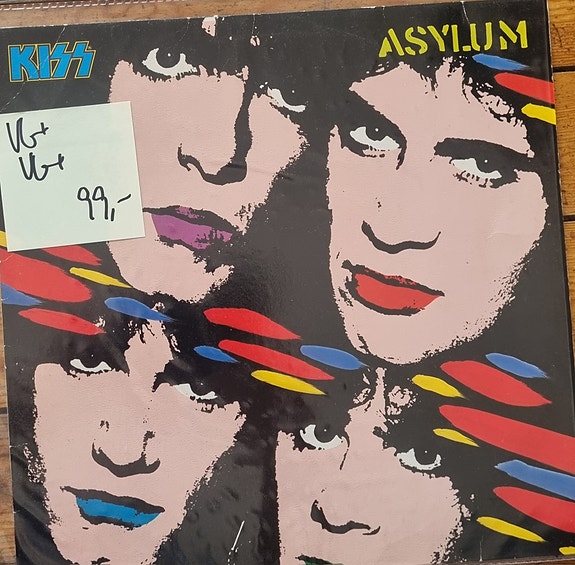 KISS
ASYLUM
VG+
VG+
99,-